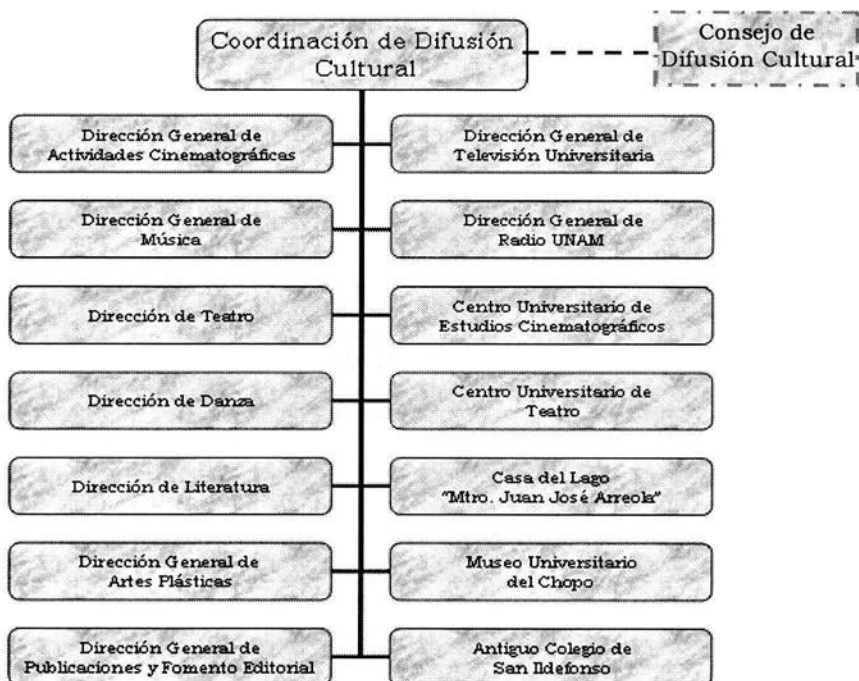 Coordinación de Difusión
Cultural
Consejo de
Difusión Cultural
Dirección General de
Actividades Cinematográficas
Dirección General de
Televisión Universitaria
Dirección General de
Música
Dirección General de
Radio UNAM
Dirección de Teatro
Centro Universitario de
Estudios Cinematográficos
Dirección de Danza
Centro Universitario de
Teatro
Dirección de Literatura
Casa del Lago
"Mtro. Juan José Arreola"
Dirección General de
Artes Plásticas
Museo Universitario
del Chopo
Dirección General de
Publicaciones y Fomento Editorial
Antiguo Colegio de
San Ildefonso